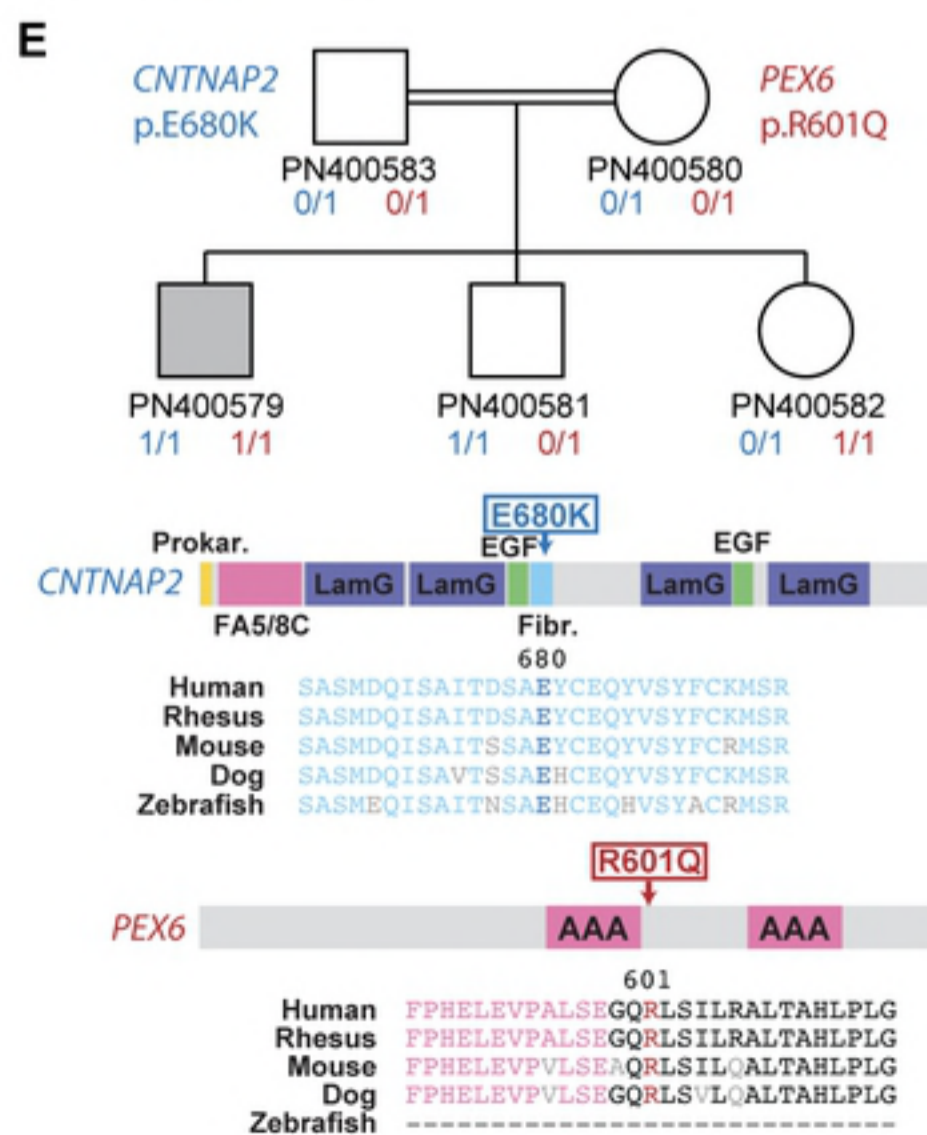 E
CNTNAP2 PEX6
p.E680K p.R601Q
PN400583 PN400580
0/1 0/1 0/1 0/1
PN400579 PN400581 PN400582
1/1 1/1 1/1 0/1 0/1 1/1
E680K
Prokar. EGF EGF
CNTNAP2 LamG LamG LamG LamG
FA5/8C Fibr.
680
Human SASMDQISAITDSAEYCEQYVSYFCKMSR
Rhesus SASMDQISAITDSAEYCEQYVSYFCKMSR
Mouse SASMDQISAITSSAEYCEQYVSYFCRMSR
Dog SASMDQISAVTSSAEHCEQYVSYFCKMSR
Zebrafish SASMEQISAITNSAEHCEQHVSYACRMSR
R601Q
PEX6 AAA AAA
601
Human FPHELEVPALSEGQRLSILRALTAHLPLG
Rhesus FPHELEVPALSEGQRLSILRALTAHLPLG
Mouse FPHELEVPVLSEAQRLSILQALTAHLPLG
Dog FPHELEVPVLSEGQRLSVLQALTAHLPLG
Zebrafish -----------------------------